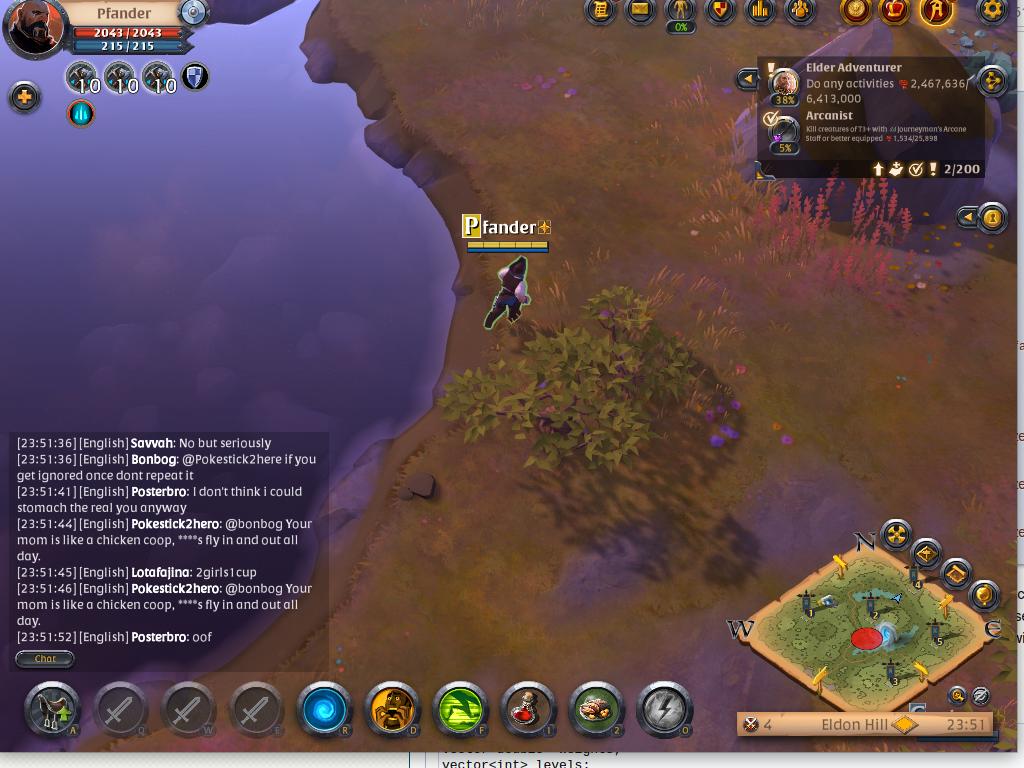 Pfander
2043 / 2043
215 / 215
10 10 10
0%
Elder Adventurer
Do any activities 2,467,636/
6,413,000
38%
Arcanist
Kill creatures of T3+ with Journeyman's Arcane
Staff or better equipped 1,534/25,898
5%
2/200
Pfander
[23:51:36] [English] Savvah: No but seriously
[23:51:36] [English] Bonbog: @Pokestick2here if you
get ignored once dont repeat it
[23:51:41] [English] Posterbro: I don't think i could
stomach the real you anyway
[23:51:44] [English] Pokestick2hero: @bonbog Your
mom is like a chicken coop, ****s fly in and out all
day.
[23:51:45] [English] Lotafajina: 2girls1cup
[23:51:46] [English] Pokestick2hero: @bonbog Your
mom is like a chicken coop, ****s fly in and out all
day.
[23:51:52] [English] Posterbro: oof
Chat
N
W
E
1
2
3
4
5
A Q W E R D F 1 2 O
4 Eldon Hill 23:51
vector<int> levels;